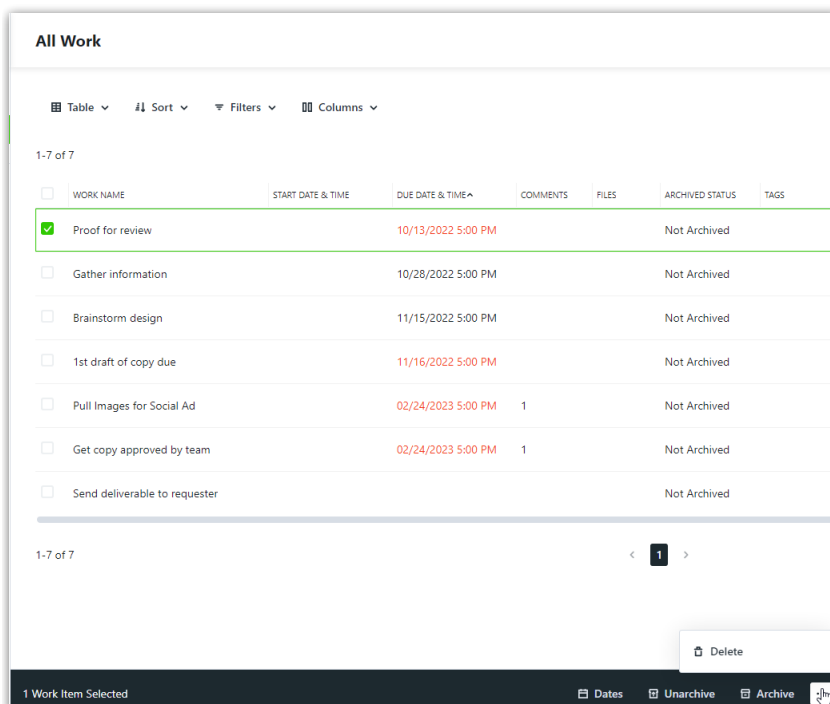 All Work
Table Sort Filters Columns
1-7 of 7
WORK NAME START DATE & TIME DUE DATE & TIME COMMENTS FILES ARCHIVED STATUS TAGS
Proof for review 10/13/2022 5:00 PM Not Archived
Gather information 10/28/2022 5:00 PM Not Archived
Brainstorm design 11/15/2022 5:00 PM Not Archived
1st draft of copy due 11/16/2022 5:00 PM Not Archived
Pull Images for Social Ad 02/24/2023 5:00 PM 1 Not Archived
Get copy approved by team 02/24/2023 5:00 PM 1 Not Archived
Send deliverable to requester Not Archived
1-7 of 7 < 1 >
Delete
1 Work Item Selected Dates Unarchive Archive